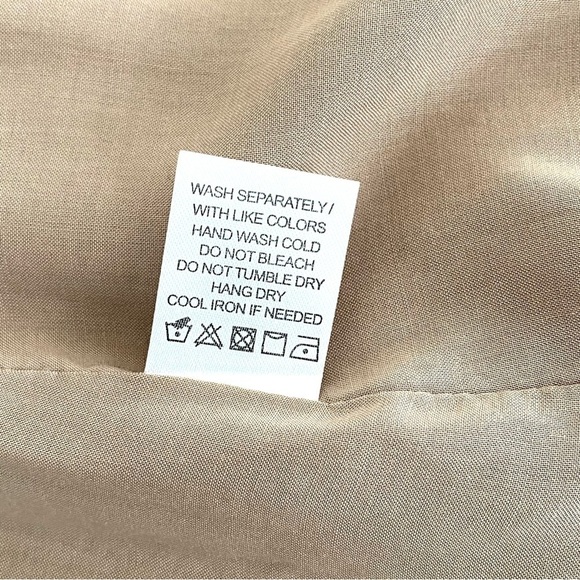 WASH SEPARATELY/
WITH LIKE COLORS
HAND WASH COLD
DO NOT BLEACH
DO NOT TUMBLE DRY
HANG DRY
COOL IRON IF NEEDED